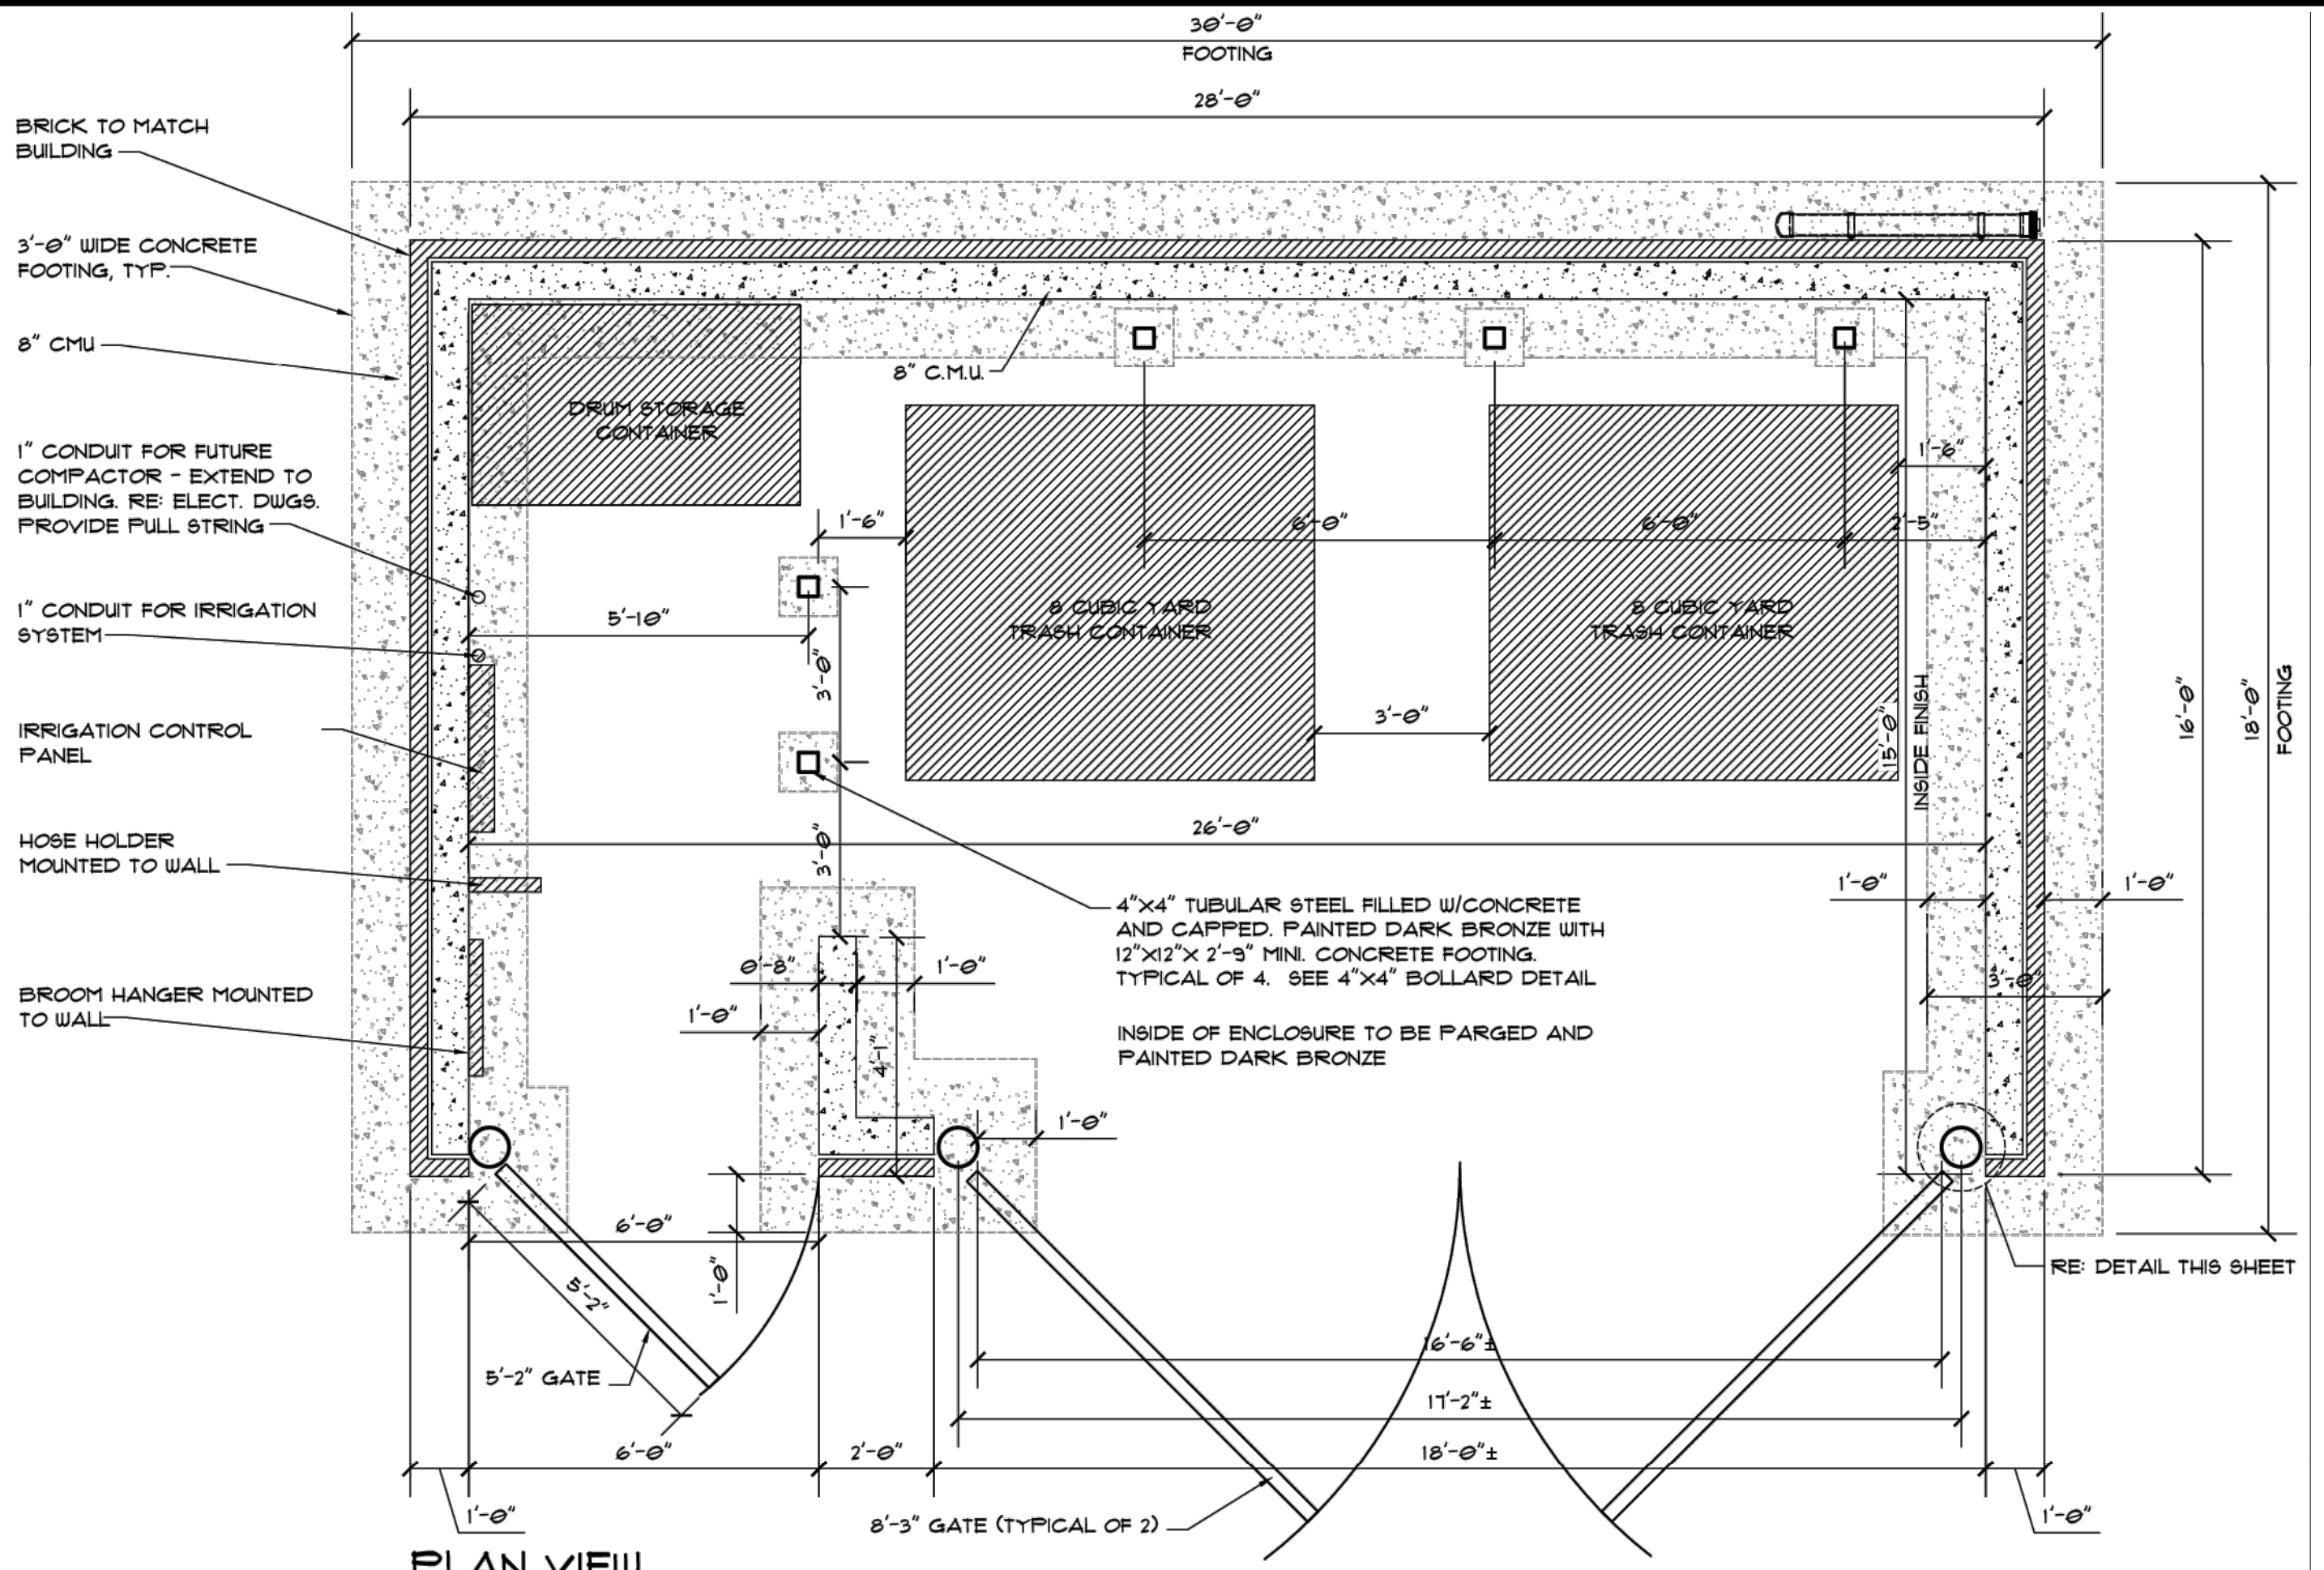 30'-0"
FOOTING
28'-0"
BRICK TO MATCH
BUILDING
3'-0" WIDE CONCRETE
FOOTING, TYP.
8" CMU
8" C.M.U.
DRUM STORAGE
CONTAINER
1'-6"
1" CONDUIT FOR FUTURE
COMPACTOR - EXTEND TO
BUILDING. RE: ELECT. DWGS.
PROVIDE PULL STRING
1'-6"
6'-0"
6'-0"
2'-5"
1" CONDUIT FOR IRRIGATION
SYSTEM
5'-10"
8 CUBIC YARD
TRASH CONTAINER
8 CUBIC YARD
TRASH CONTAINER
3'-0"
3'-0"
15'-0"
INSIDE FINISH
16'-0"
18'-0"
FOOTING
IRRIGATION CONTROL
PANEL
26'-0"
HOSE HOLDER
MOUNTED TO WALL
3'-0"
1'-0"
1'-0"
4"X4" TUBULAR STEEL FILLED W/CONCRETE
AND CAPPED. PAINTED DARK BRONZE WITH
12"X12"X 2'-9" MINI. CONCRETE FOOTING.
TYPICAL OF 4. SEE 4"X4" BOLLARD DETAIL
0'-8"
1'-0"
3'-0"
BROOM HANGER MOUNTED
TO WALL
1'-0"
4'-1"
INSIDE OF ENCLOSURE TO BE PARGED AND
PAINTED DARK BRONZE
1'-0"
6'-0"
1'-0"
5'-2"
RE: DETAIL THIS SHEET
5'-2" GATE
16'-6"±
17'-2"±
6'-0"
2'-0"
18'-0"±
1'-0"
8'-3" GATE (TYPICAL OF 2)
1'-0"
PLAN VIEW